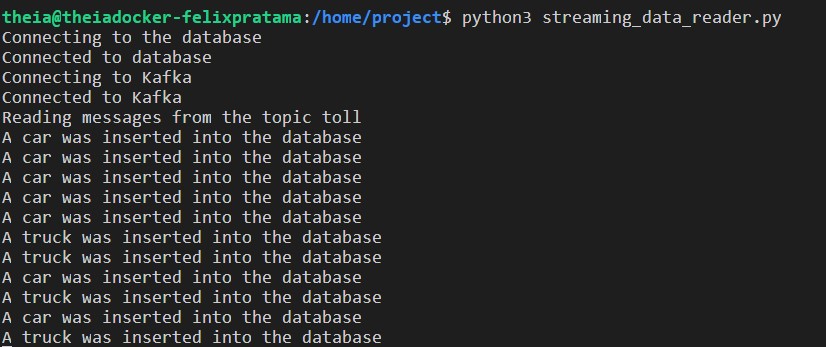 theia@theiadocker-felixpratama:/home/project$ python3 streaming_data_reader.py
Connecting to the database
Connected to database
Connecting to Kafka
Connected to Kafka
Reading messages from the topic toll
A car was inserted into the database
A car was inserted into the database
A car was inserted into the database
A car was inserted into the database
A car was inserted into the database
A truck was inserted into the database
A truck was inserted into the database
A car was inserted into the database
A truck was inserted into the database
A car was inserted into the database
A truck was inserted into the database